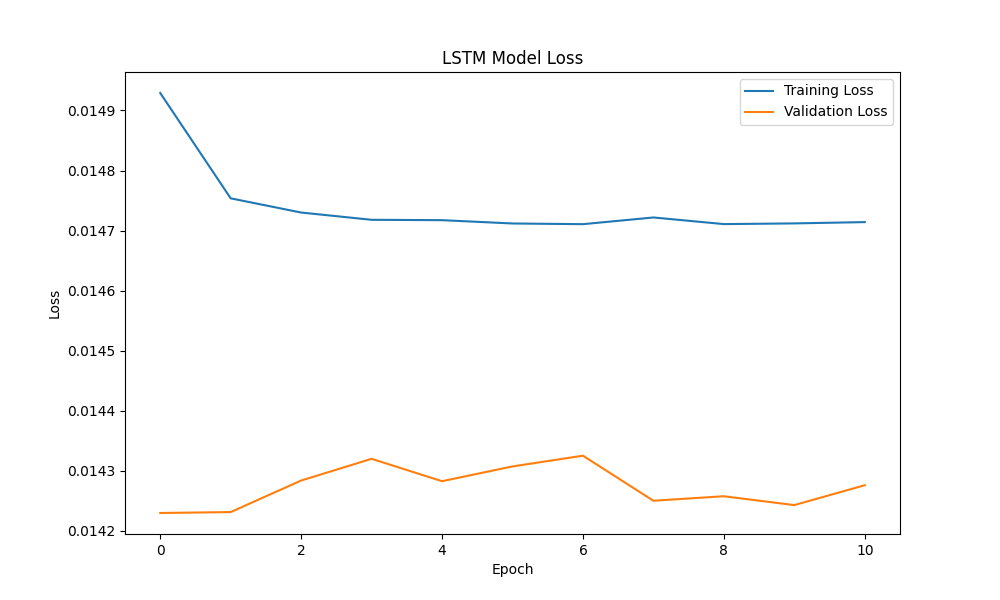 LSTM Model Loss
Training Loss
Validation Loss
0.0149
0.0148
0.0147
0.0146
0.0145
0.0144
0.0143
0.0142
Loss
0 2 4 6 8 10
Epoch